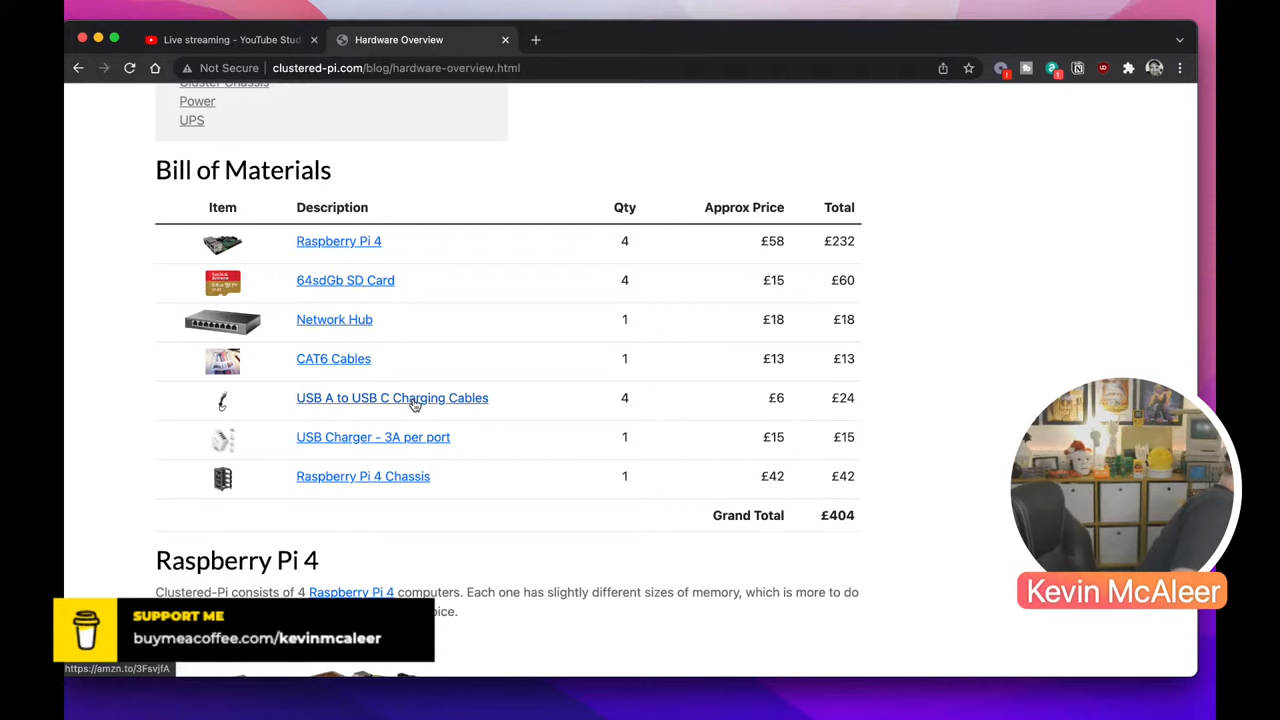 Live streaming - YouTube Stud
Hardware Overview
Not Secure
clustered-pi.com/blog/hardware-overview.html
Cluster Chassis
Power
UPS
Bill of Materials
Item Description Qty Approx Price Total
Raspberry Pi 4 4 £58 £232
64sdGb SD Card 4 £15 £60
Network Hub 1 £18 £18
CAT6 Cables 1 £13 £13
USB A to USB C Charging Cables 4 £6 £24
USB Charger - 3A per port 1 £15 £15
Raspberry Pi 4 Chassis 1 £42 £42
Grand Total £404
Raspberry Pi 4
Clustered-Pi consists of 4 Raspberry Pi 4 computers. Each one has slightly different sizes of memory, which is more to do
SUPPORT ME
buymeacoffee.com/kevinmcaleer
https://amzn.to/3FsvjfA
Kevin McAleer